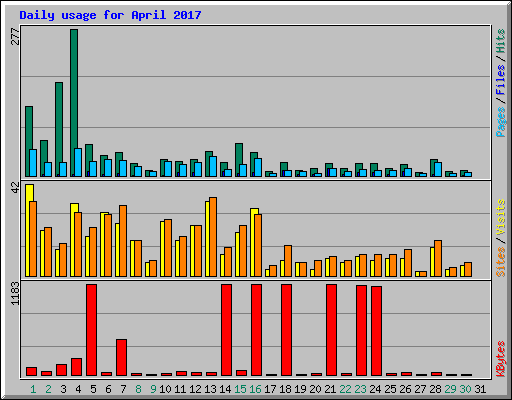 Daily usage for April 2017
277
Pages / Files / Hits
42
Sites / Visits
1183
KBytes
1 2 3 4 5 6 7 8 9 10 11 12 13 14 15 16 17 18 19 20 21 22 23 24 25 26 27 28 29 30 31